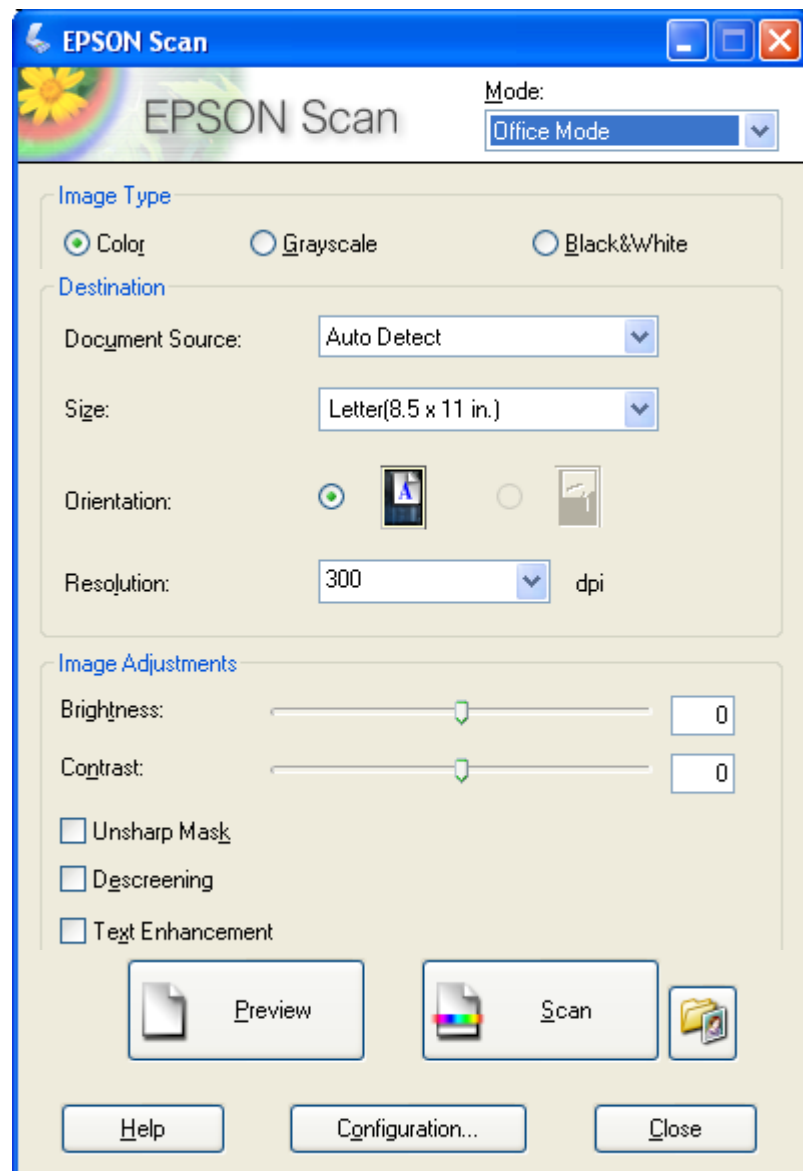 EPSON Scan
EPSON Scan
Mode:
Office Mode
Image Type
Color Grayscale Black&White
Destination
Document Source: Auto Detect
Size: Letter(8.5 x 11 in.)
Orientation: A
Resolution: 300 dpi
Image Adjustments
Brightness: 0
Contrast: 0
Unsharp Mask
Descreening
Text Enhancement
Preview Scan
Help Configuration... Close